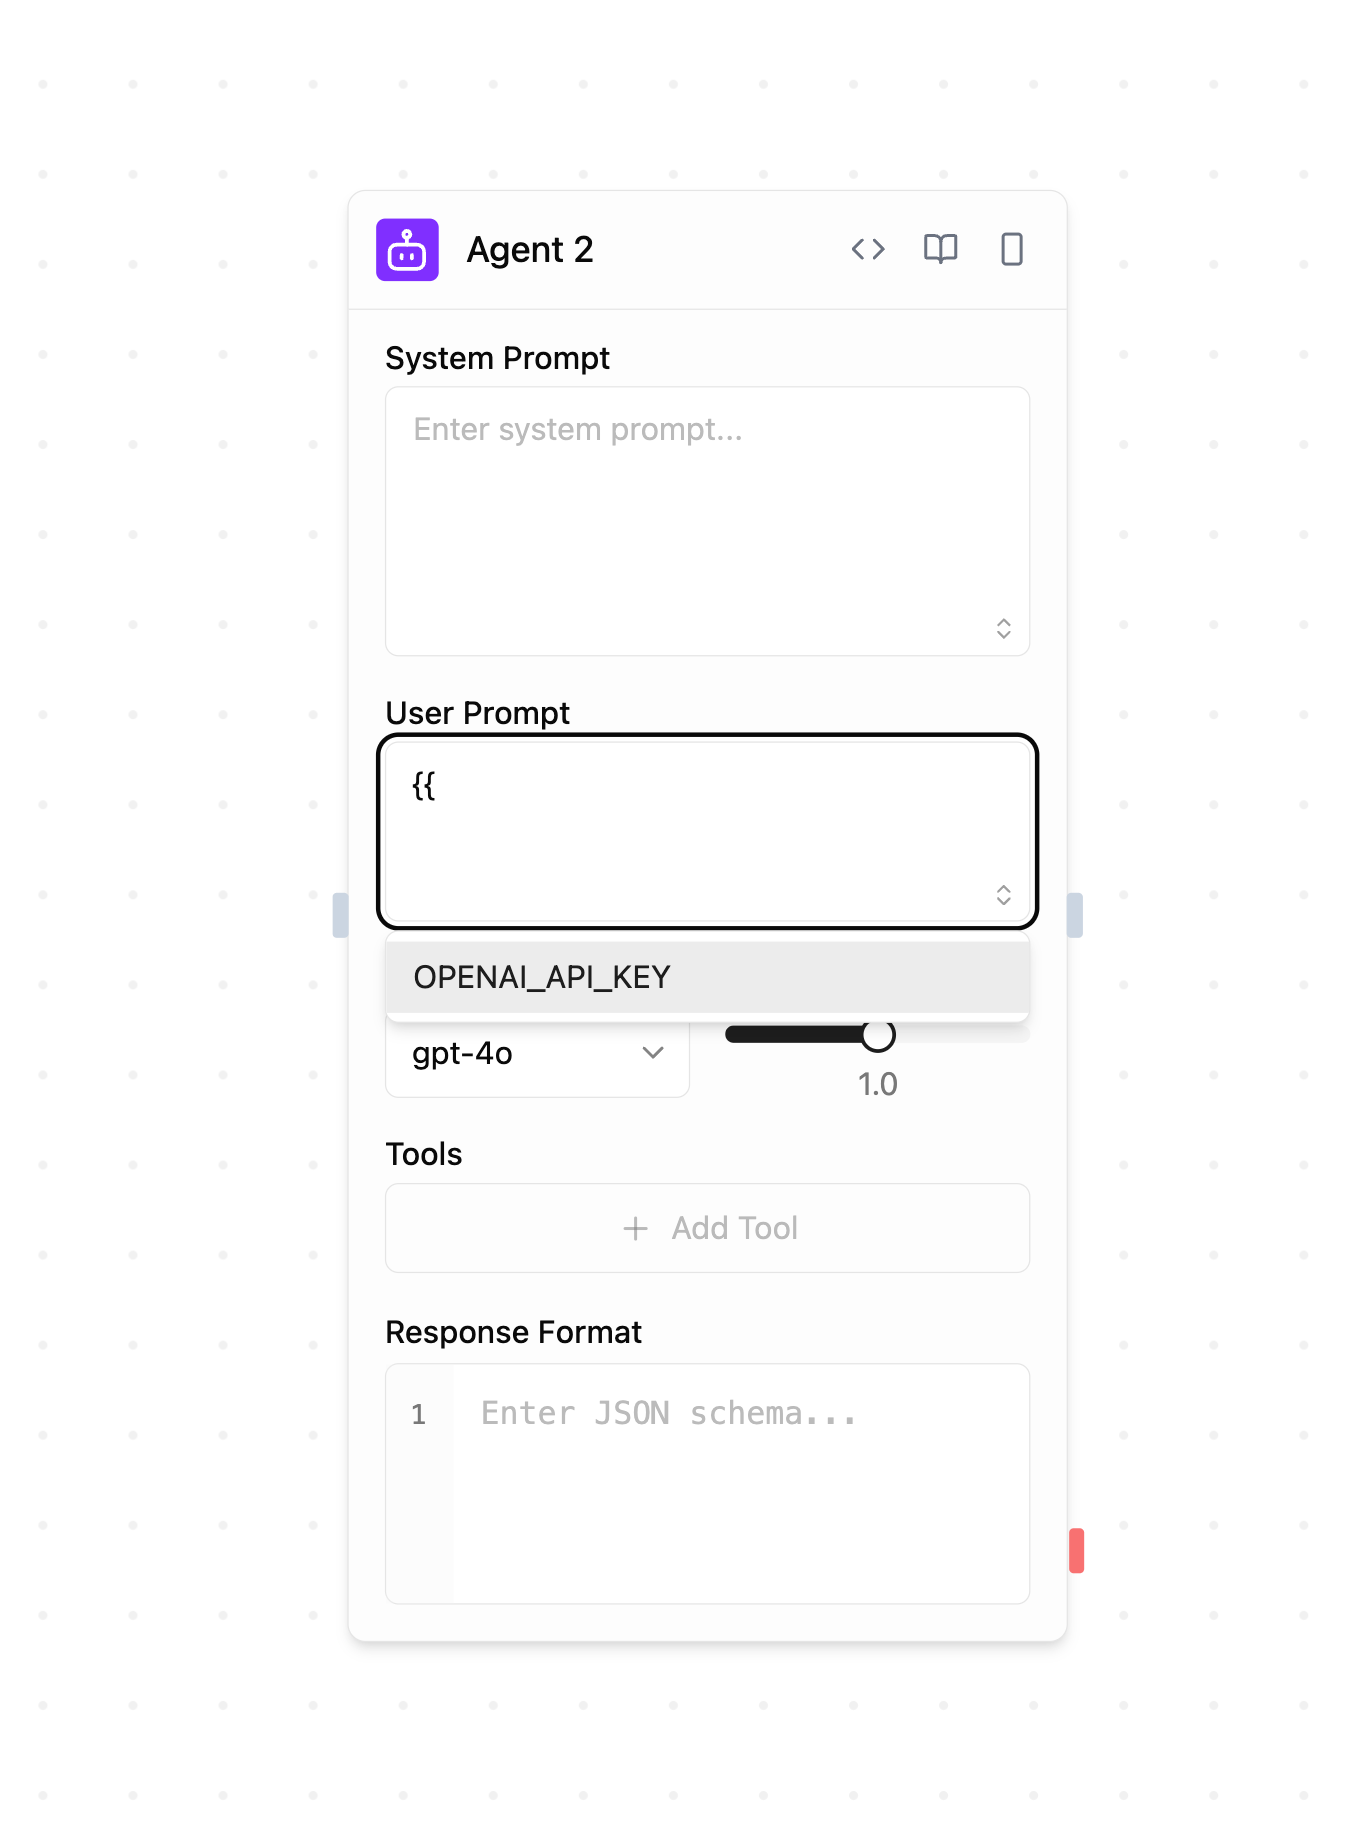 Agent 2
System Prompt
Enter system prompt...
User Prompt
{{
OPENAI_API_KEY
gpt-4o
1.0
Tools
Add Tool
Response Format
1 Enter JSON schema...